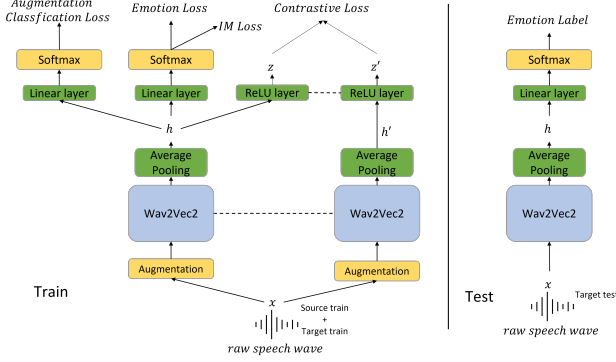 Augmentation
Classfication Loss
Emotion Loss
IM Loss
Contrastive Loss
Softmax
Softmax
z
z′
Linear layer
Linear layer
ReLU layer
ReLU layer
h
h′
Average
Pooling
Average
Pooling
Wav2Vec2
Wav2Vec2
Augmentation
Augmentation
Train
x
Source train
+
Target train
raw speech wave
Emotion Label
Softmax
Linear layer
h
Average
Pooling
Wav2Vec2
Test
x
Target test
raw speech wave